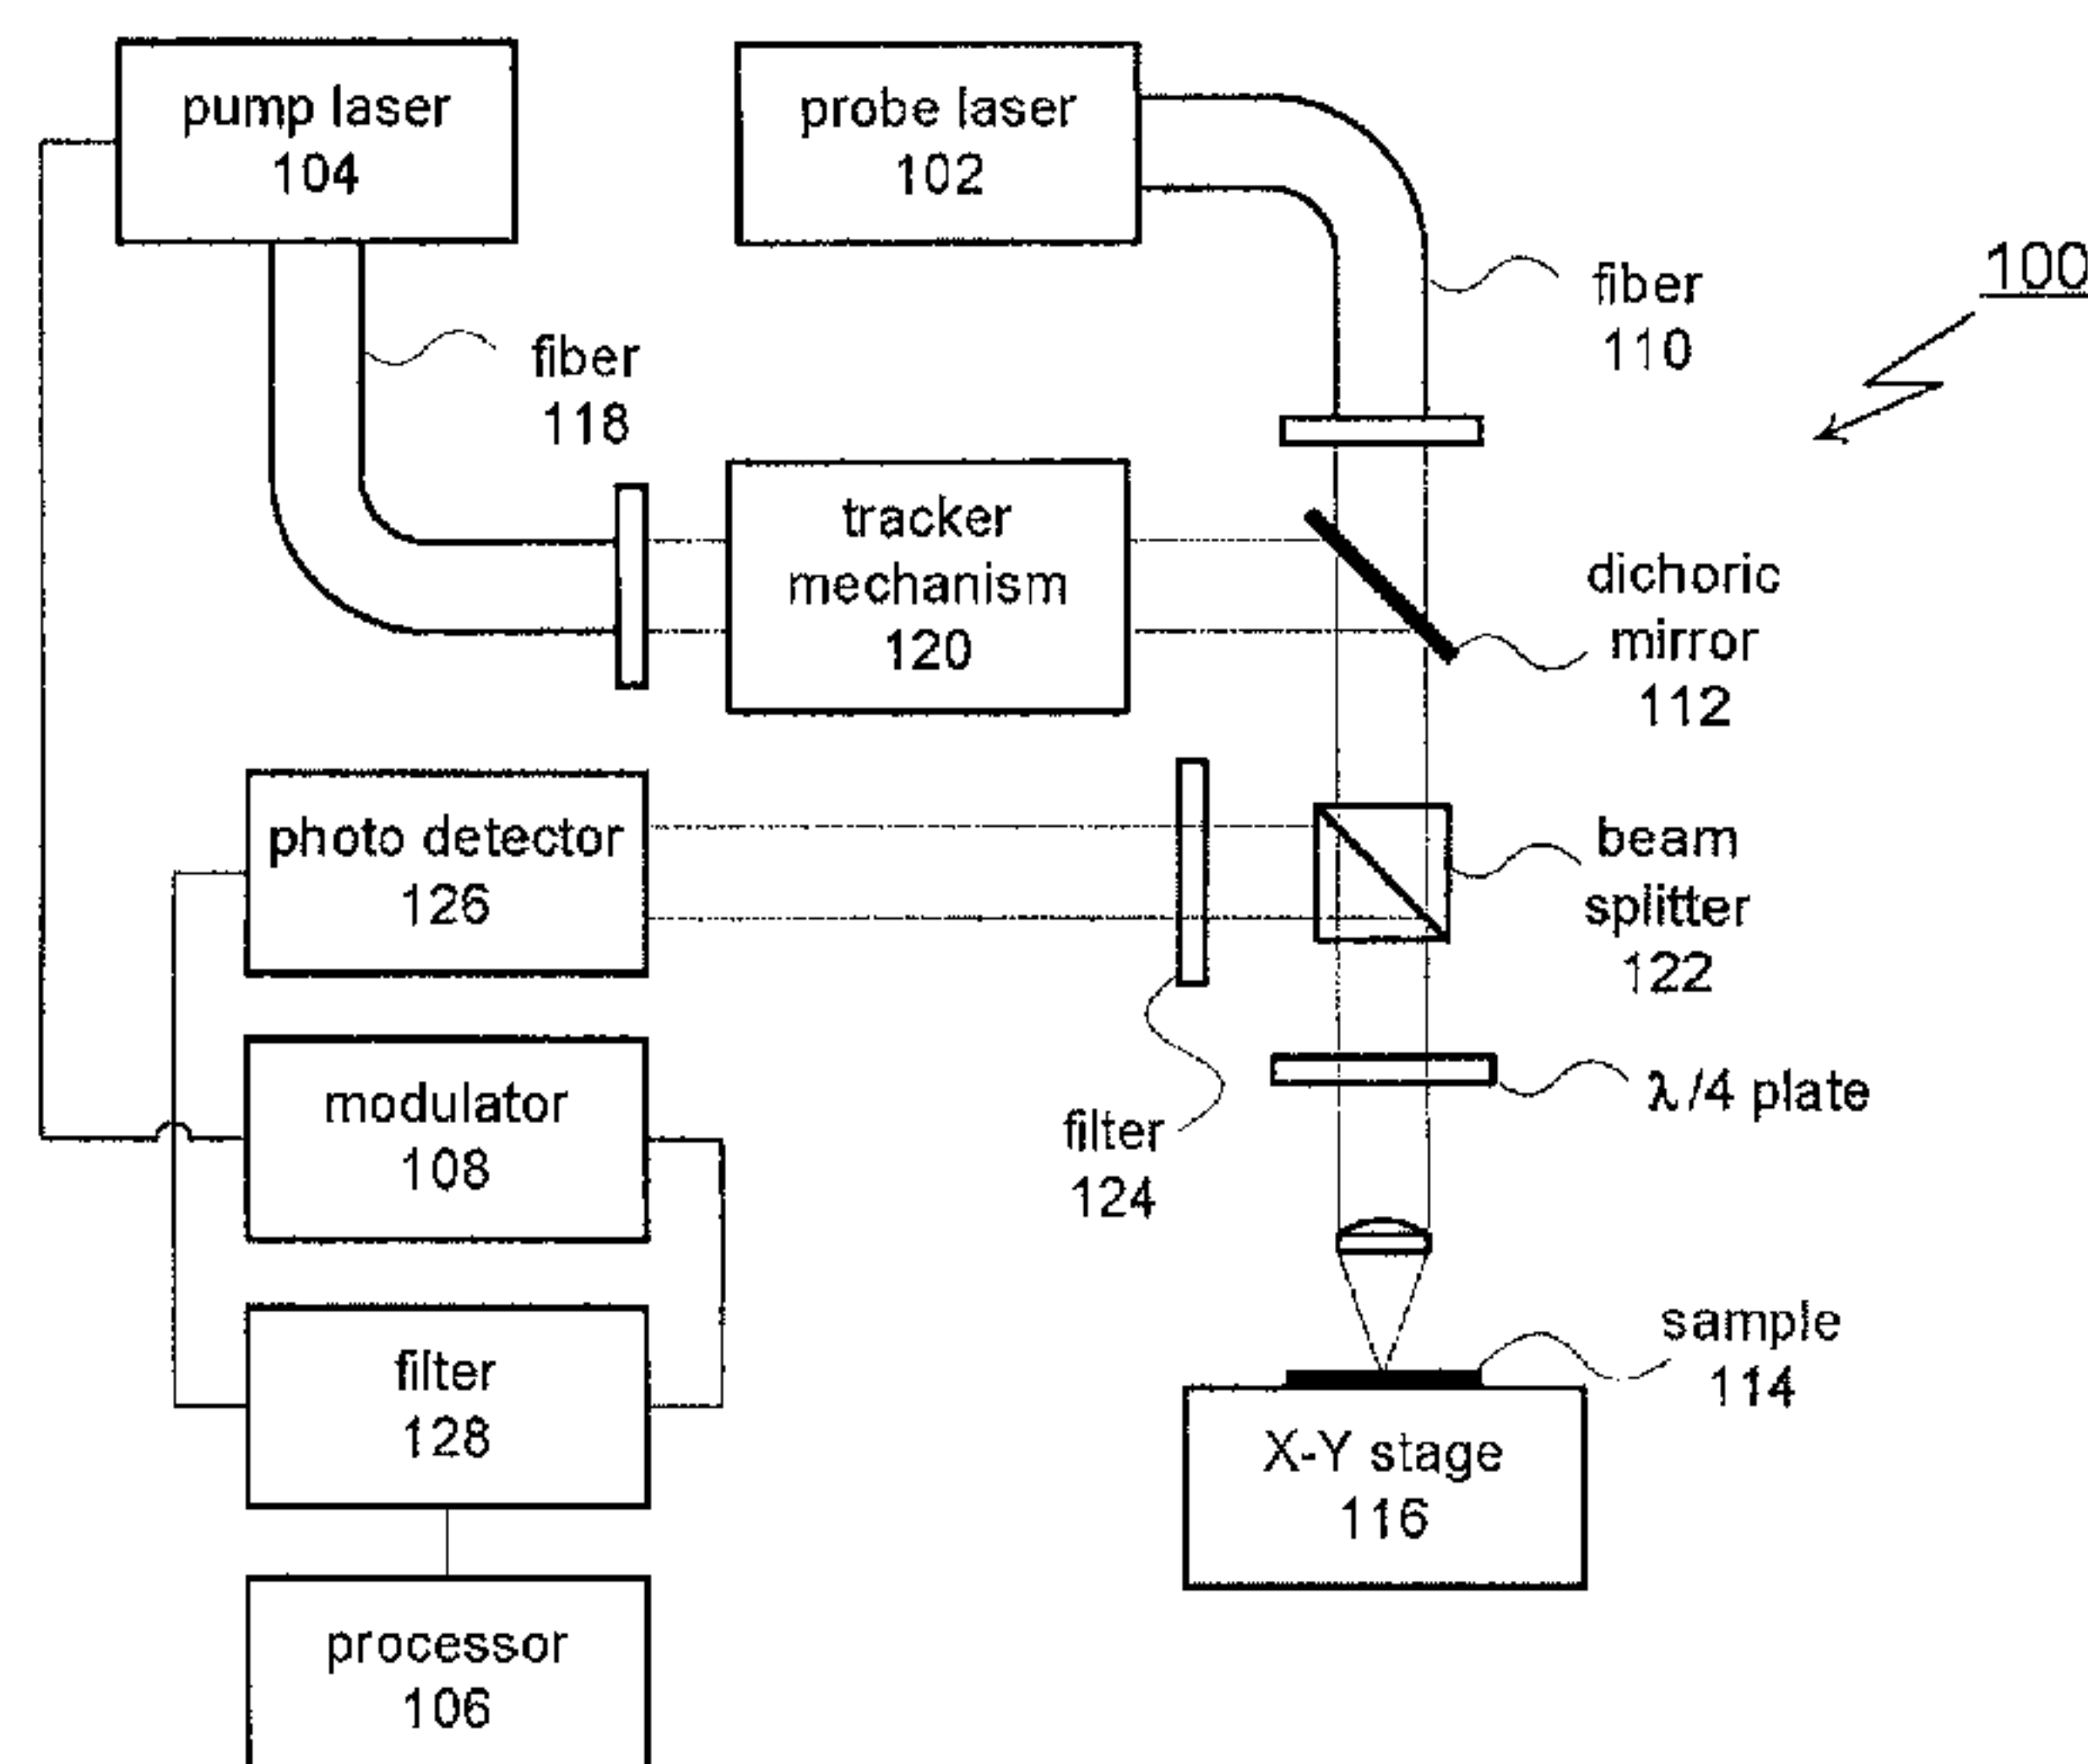 pump laser
104
probe laser
102
100
fiber
110
fiber
118
tracker
mechanism
120
dichoric
mirror
112
photo detector
126
beam
splitter
122
modulator
108
λ/4 plate
filter
124
filter
128
sample
114
X-Y stage
116
processor
106